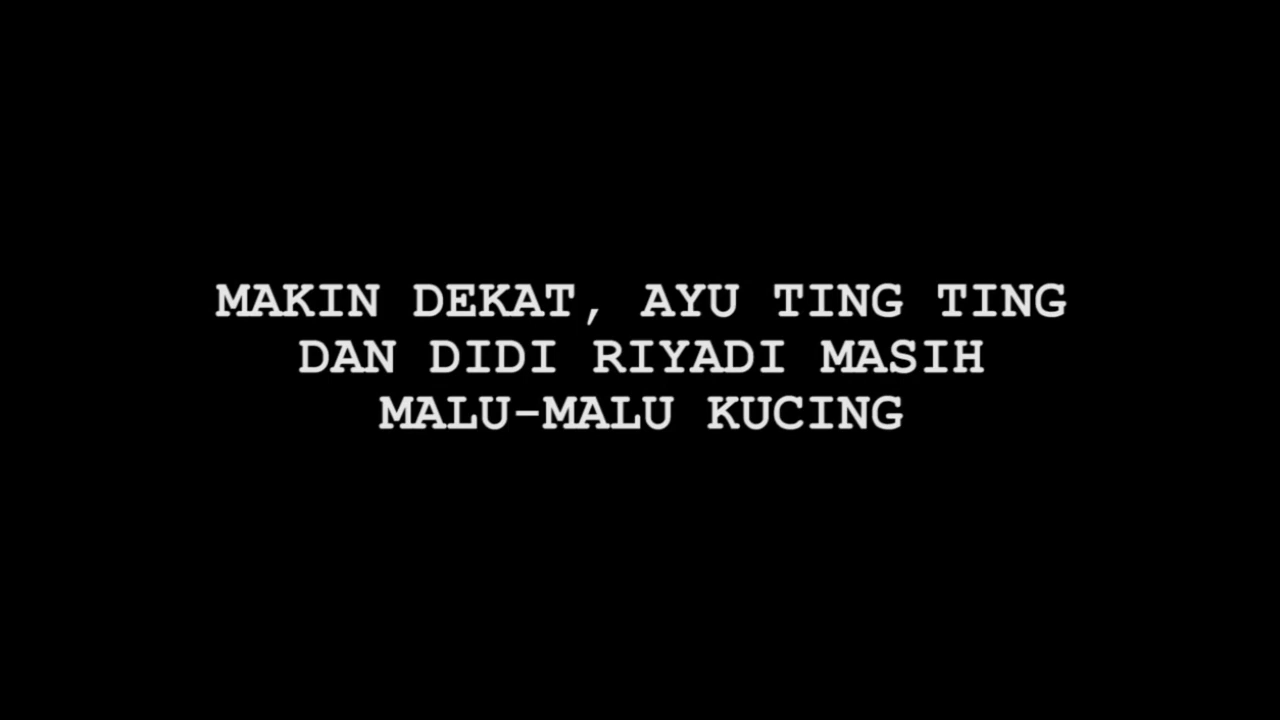 MAKIN DEKAT, AYU TING TING
DAN DIDI RIYADI MASIH
MALU-MALU KUCING